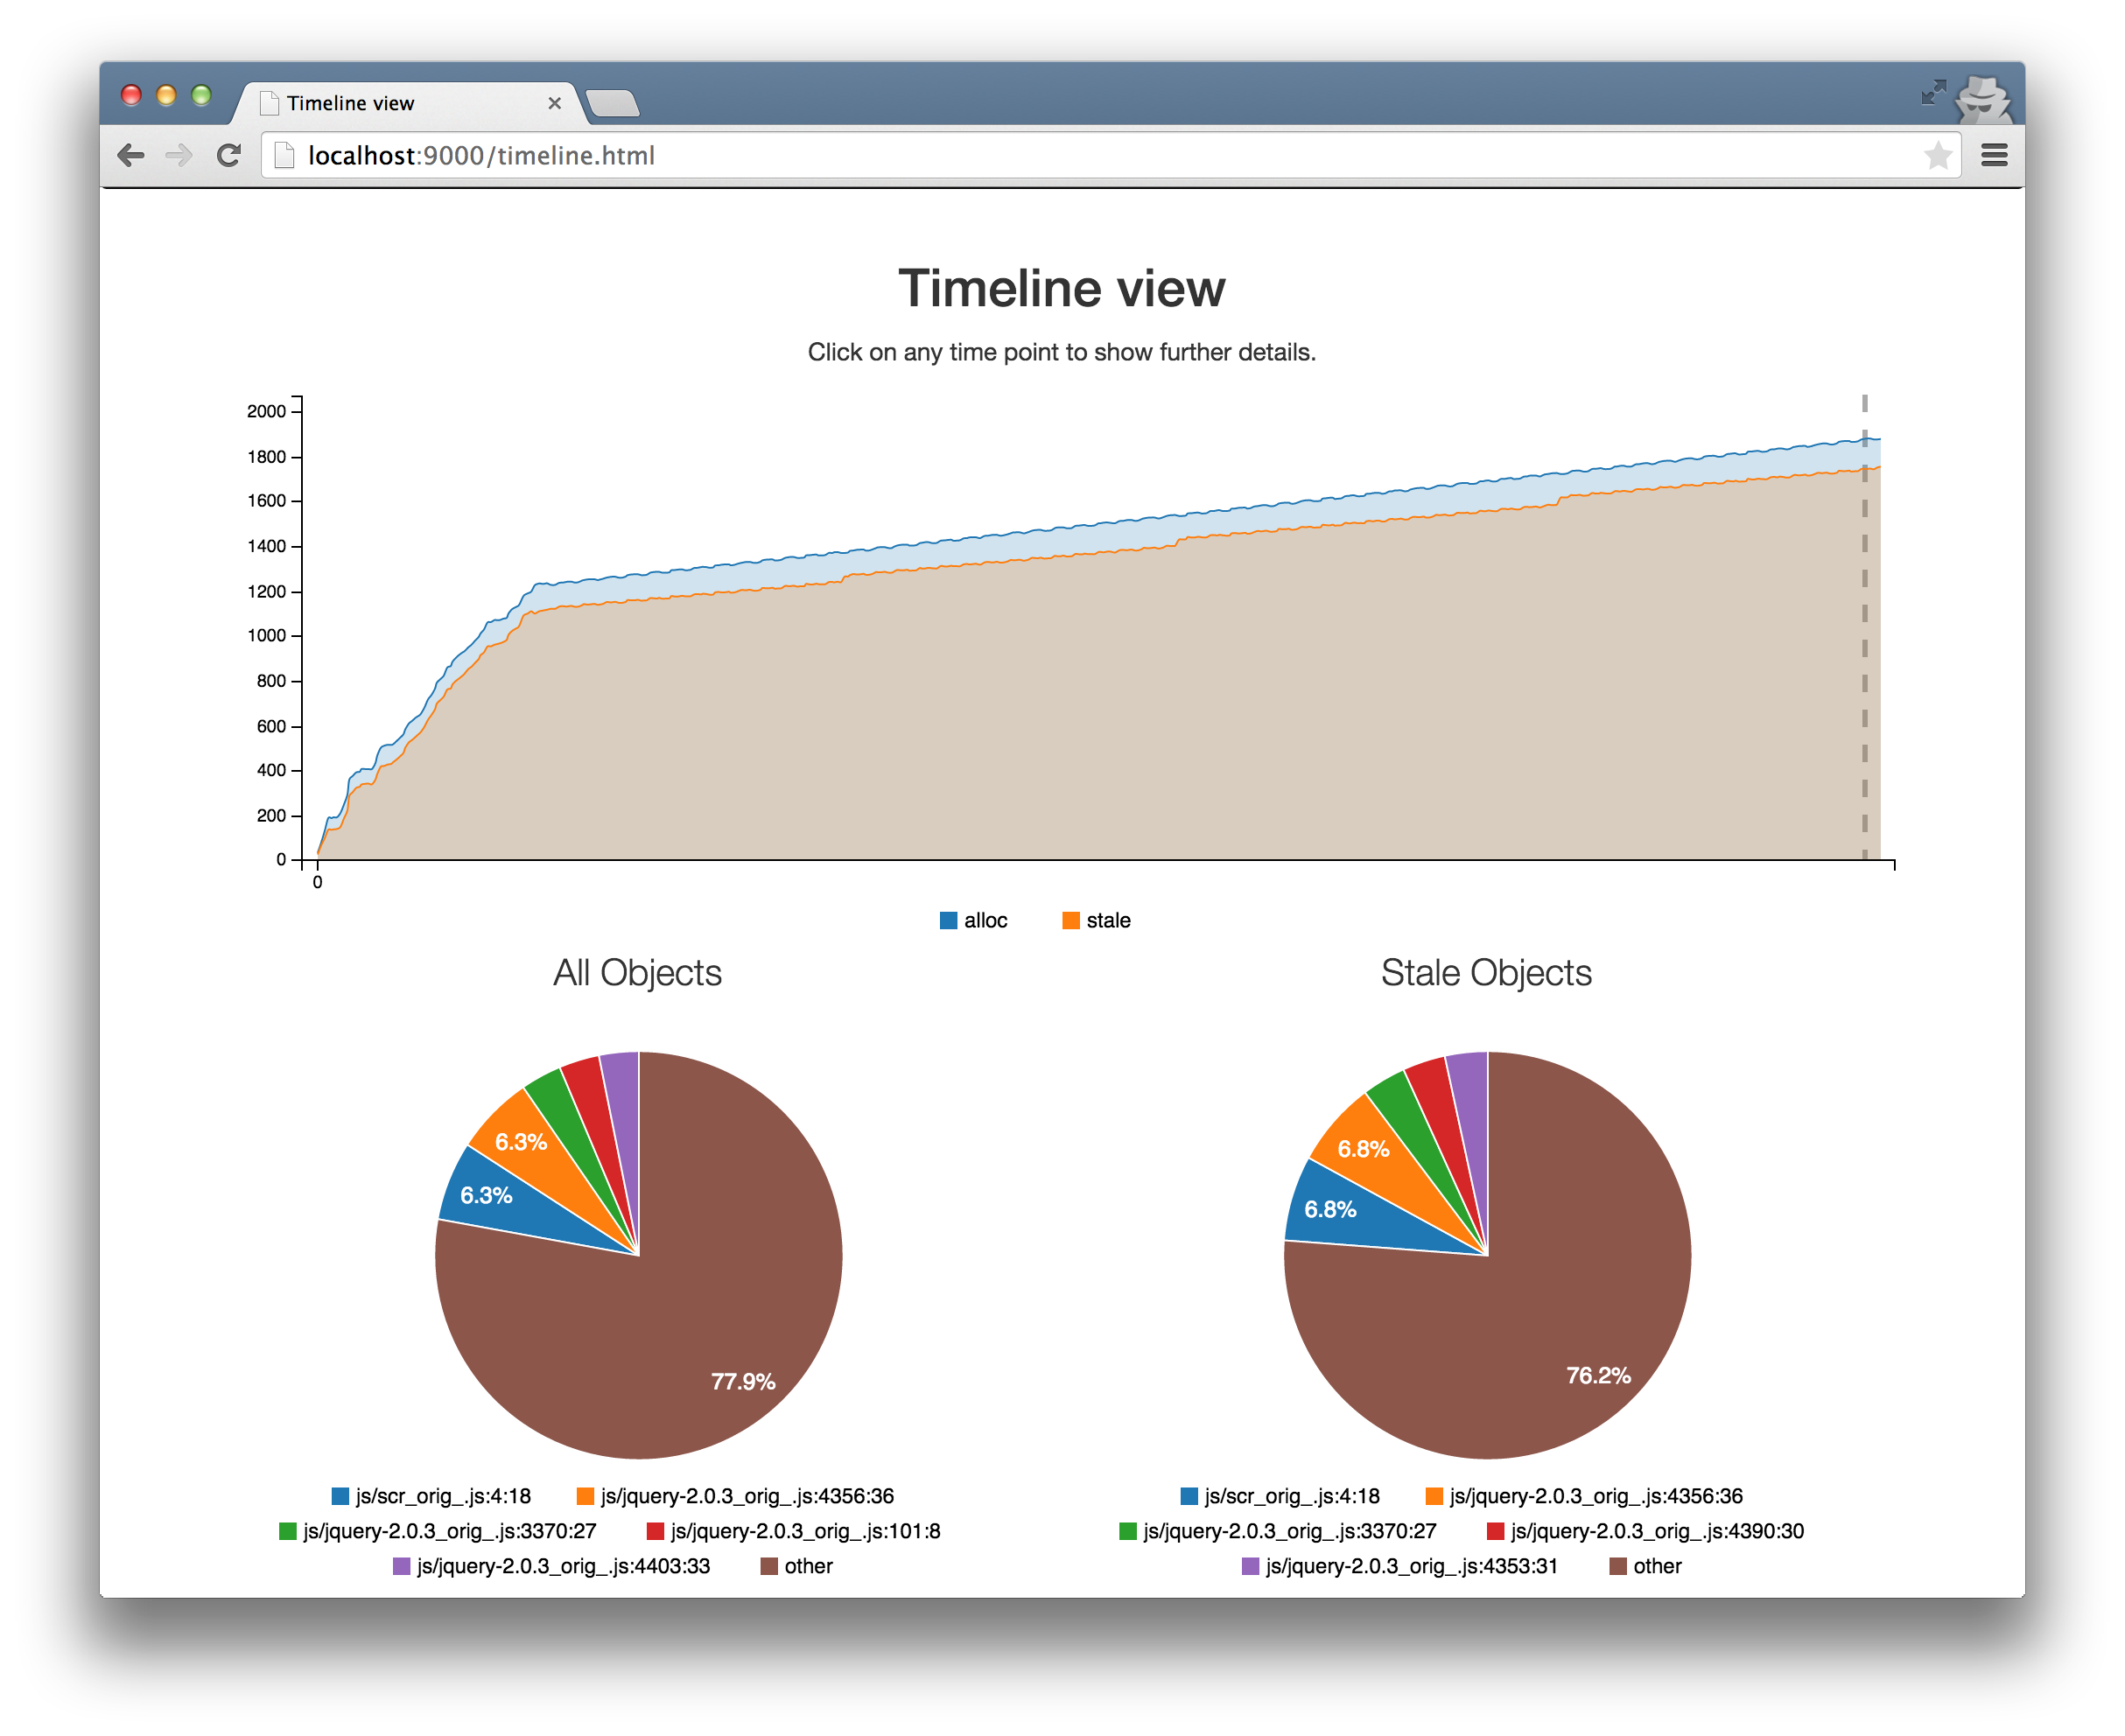 Timeline view
localhost:9000/timeline.html
Timeline view
Click on any time point to show further details.
2000
1800
1600
1400
1200
1000
800
600
400
200
0
0
alloc stale
All Objects
Stale Objects
6.3%
6.3%
77.9%
6.8%
6.8%
76.2%
js/scr_orig_.js:4:18 js/jquery-2.0.3_orig_.js:4356:36
js/jquery-2.0.3_orig_.js:3370:27 js/jquery-2.0.3_orig_.js:101:8
js/jquery-2.0.3_orig_.js:4403:33 other
js/scr_orig_.js:4:18 js/jquery-2.0.3_orig_.js:4356:36
js/jquery-2.0.3_orig_.js:3370:27 js/jquery-2.0.3_orig_.js:4390:30
js/jquery-2.0.3_orig_.js:4353:31 other